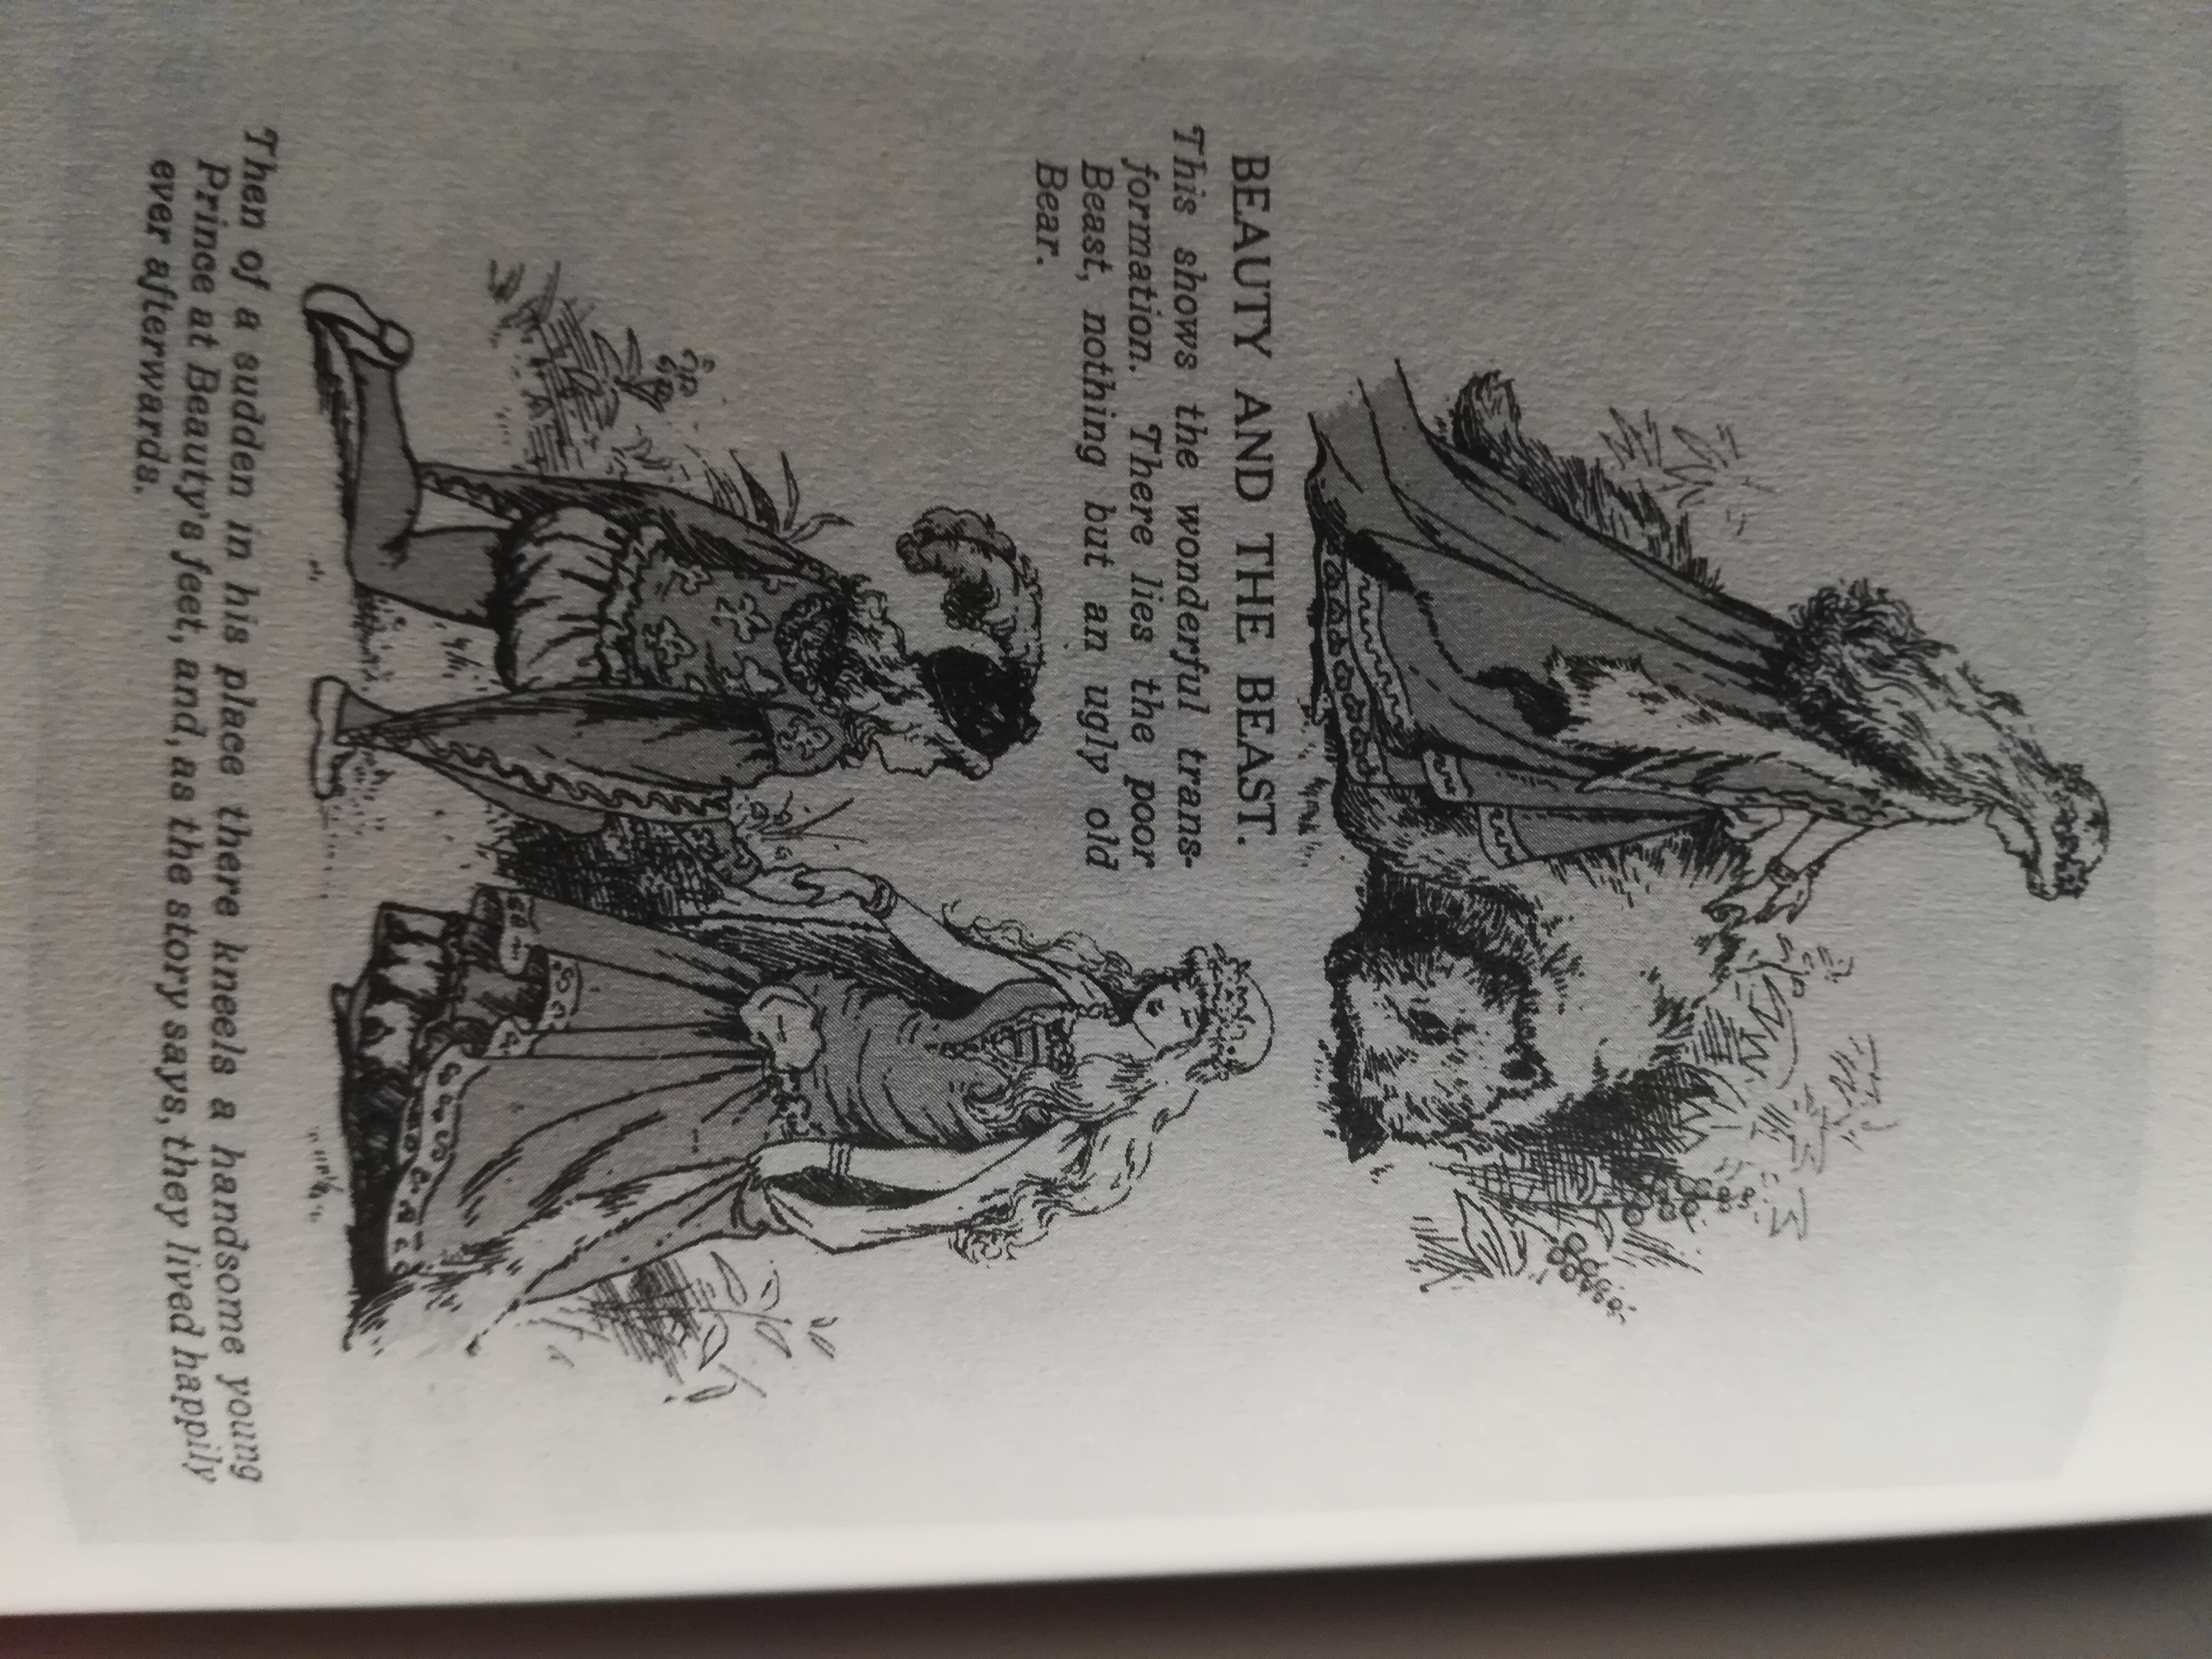 BEAUTY AND THE BEAST.
This shows the wonderful trans-
formation. There lies the poor
Beast, nothing but an ugly old
Bear.
Then of a sudden in his place there kneels a handsome young
Prince at Beauty's feet, and, as the story says, they lived happily
ever afterwards.